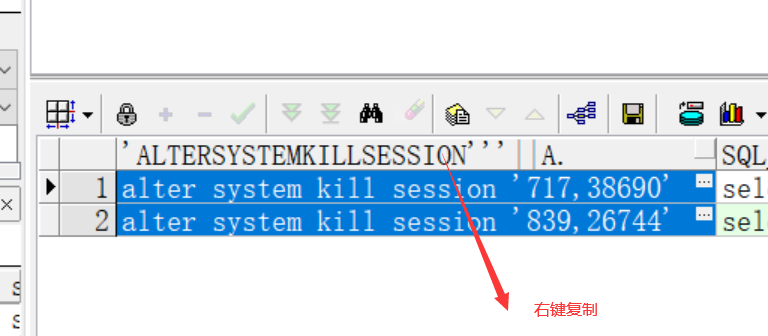 'ALTERSYSTEMKILLSESSION'''||A. SQL_
1 alter system kill session '717,38690' ... sel
2 alter system kill session '839,26744' ... sel
右键复制
S
S